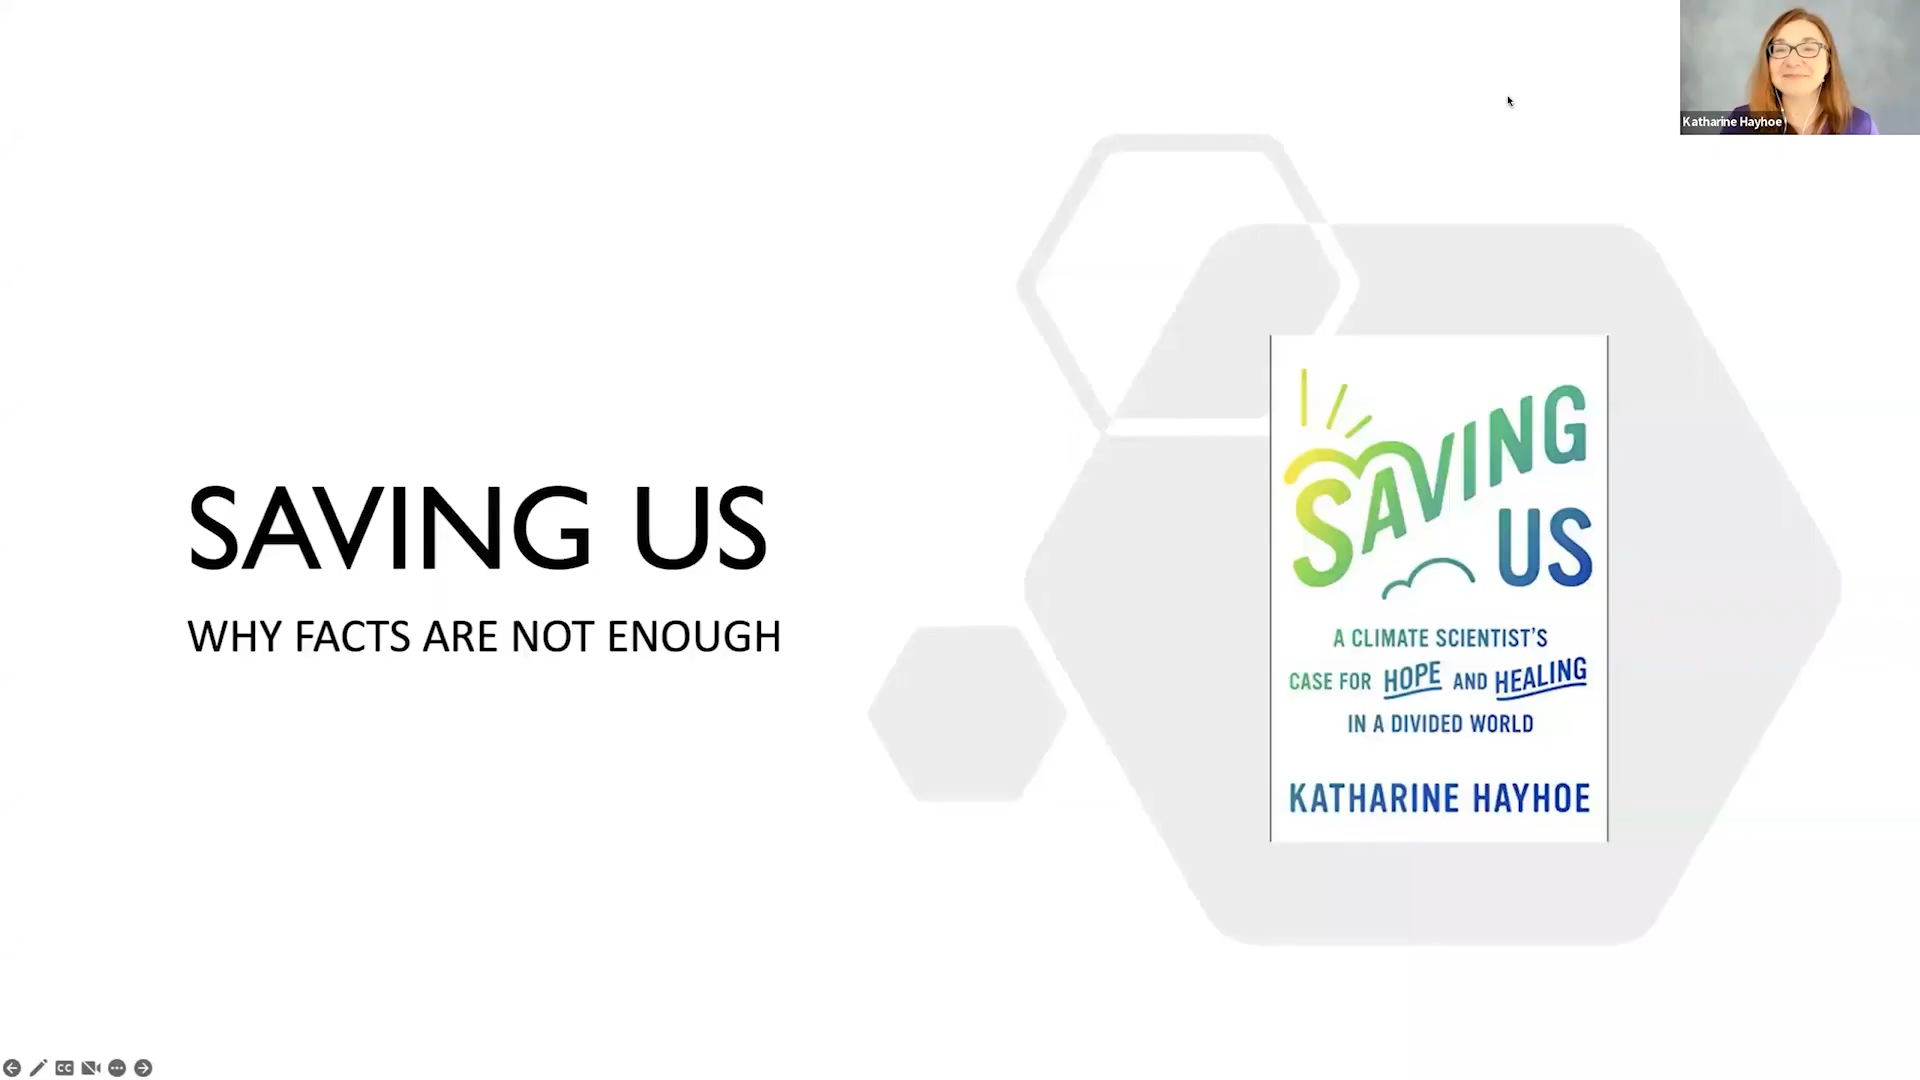 Katharine Hayhoe
SAVING US
WHY FACTS ARE NOT ENOUGH
SAVING
US
A CLIMATE SCIENTIST'S
CASE FOR HOPE AND HEALING
IN A DIVIDED WORLD
KATHARINE HAYHOE
CC